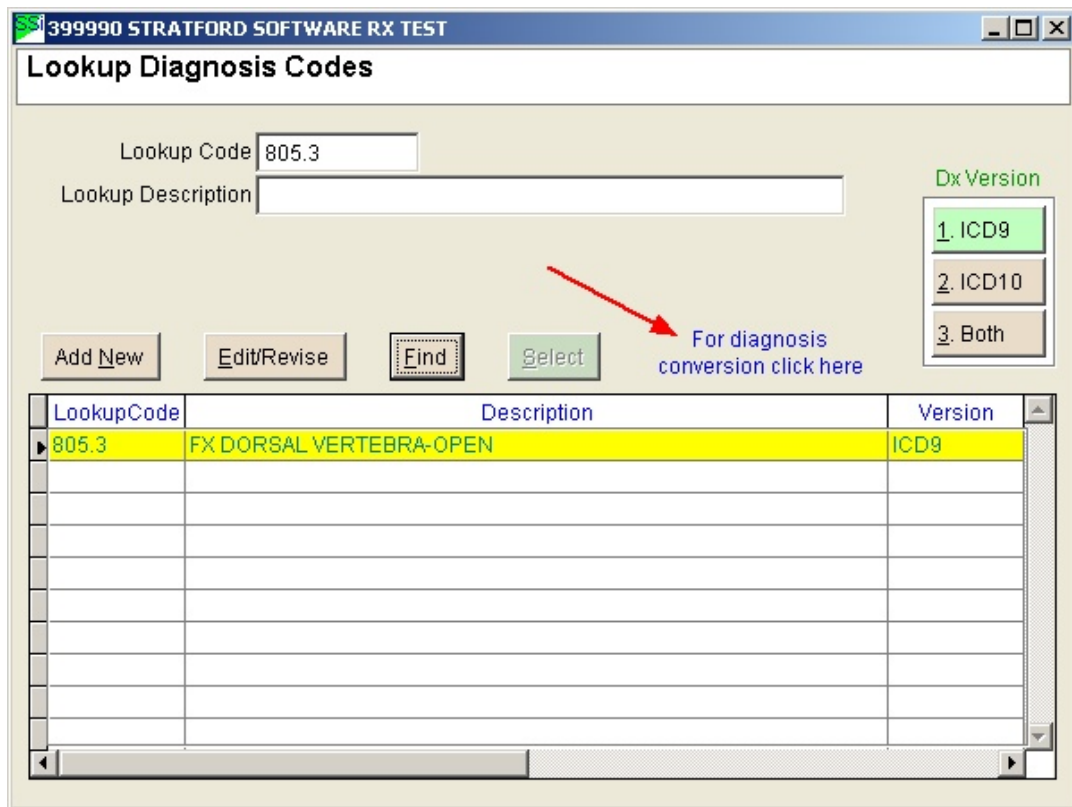 SSI 399990 STRATFORD SOFTWARE RX TEST
Lookup Diagnosis Codes
Lookup Code 805.3
Lookup Description
Dx Version
1. ICD9
2. ICD10
3. Both
Add New Edit/Revise Find Select
For diagnosis
conversion click here
LookupCode Description Version
805.3 FX DORSAL VERTEBRA-OPEN ICD9